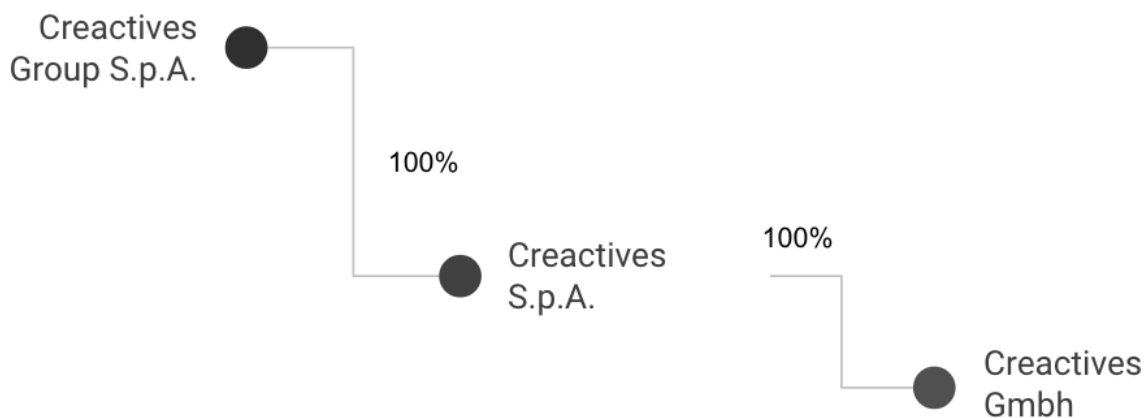 Creactives
Group S.p.A.
100%
Creactives
S.p.A.
100%
Creactives
Gmbh